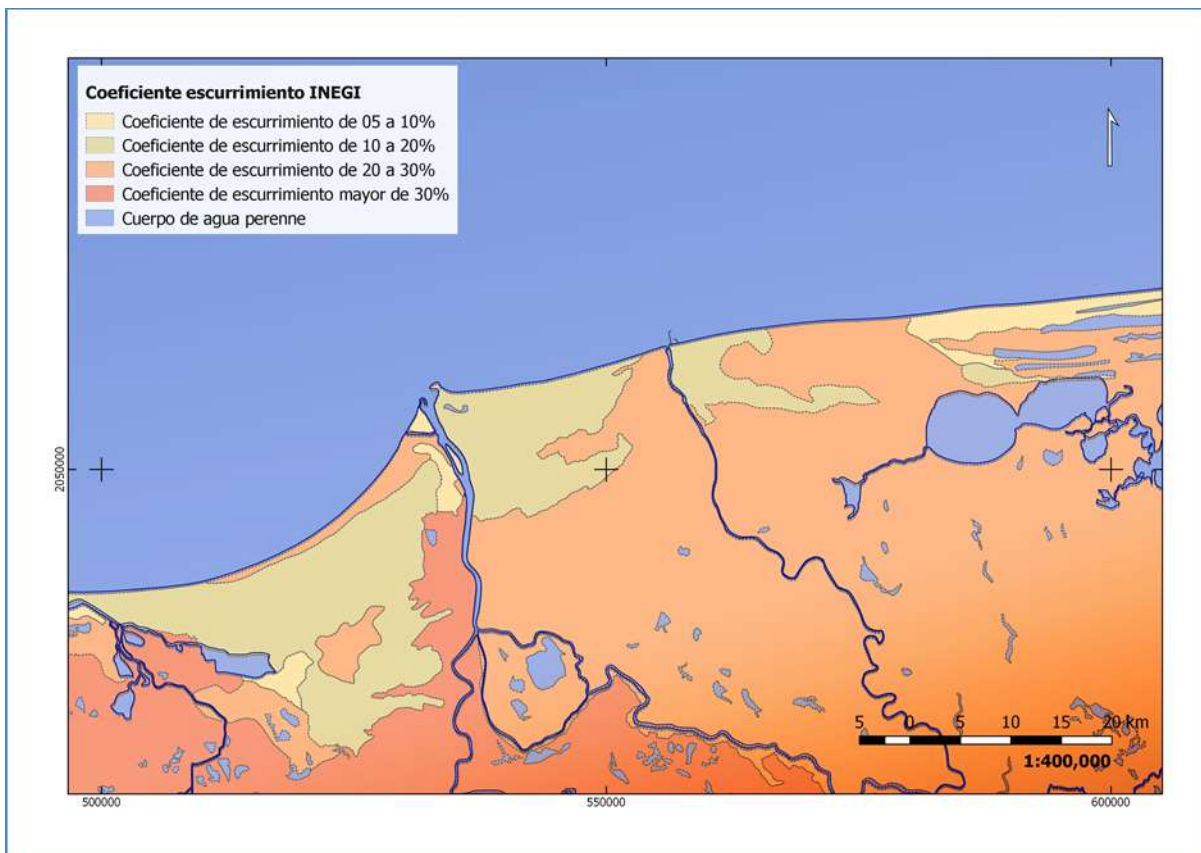 Coeficiente escurrimiento INEGI
Coeficiente de escurrimiento de 05 a 10%
Coeficiente de escurrimiento de 10 a 20%
Coeficiente de escurrimiento de 20 a 30%
Coeficiente de escurrimiento mayor de 30%
Cuerpo de agua perenne
2050000
5 0 5 10 15 20 km
1:400,000
500000 550000 600000